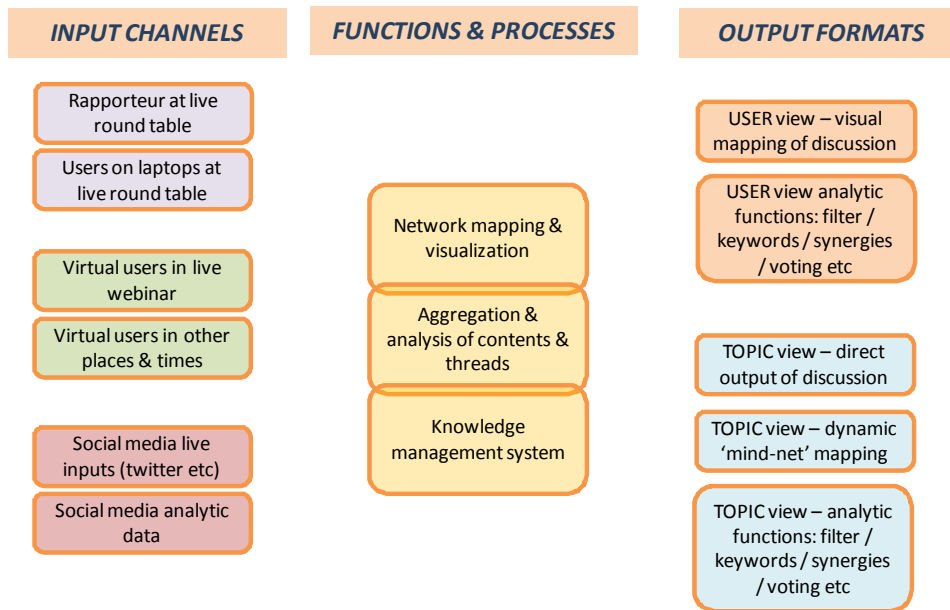 INPUT CHANNELS
Rapporteur at live
round table
Users on laptops at
live round table
Virtual users in live
webinar
Virtual users in other
places & times
Social media live
inputs (twitter etc)
Social media analytic
data
FUNCTIONS & PROCESSES
Network mapping &
visualization
Aggregation &
analysis of contents &
threads
Knowledge
management system
OUTPUT FORMATS
USER view – visual
mapping of discussion
USER view analytic
functions: filter /
keywords / synergies
/ voting etc
TOPIC view – direct
output of discussion
TOPIC view – dynamic
‘mind-net’ mapping
TOPIC view – analytic
functions: filter /
keywords / synergies
/ voting etc